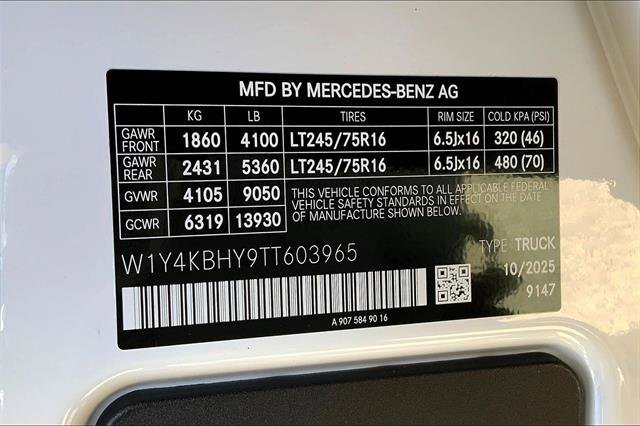 MFD BY MERCEDES-BENZ AG
KG LB TIRES RIM SIZE COLD KPA (PSI)
GAWR FRONT 1860 4100 LT245/75R16 6.5Jx16 320 (46)
GAWR REAR 2431 5360 LT245/75R16 6.5Jx16 480 (70)
GVWR 4105 9050
GCWR 6319 13930
THIS VEHICLE CONFORMS TO ALL APPLICABLE FEDERAL
VEHICLE SAFETY STANDARDS IN EFFECT ON THE DATE
OF MANUFACTURE SHOWN BELOW.
W1Y4KBHY9TT603965
TYPE TRUCK
10/2025
9147
A 907 584 90 16